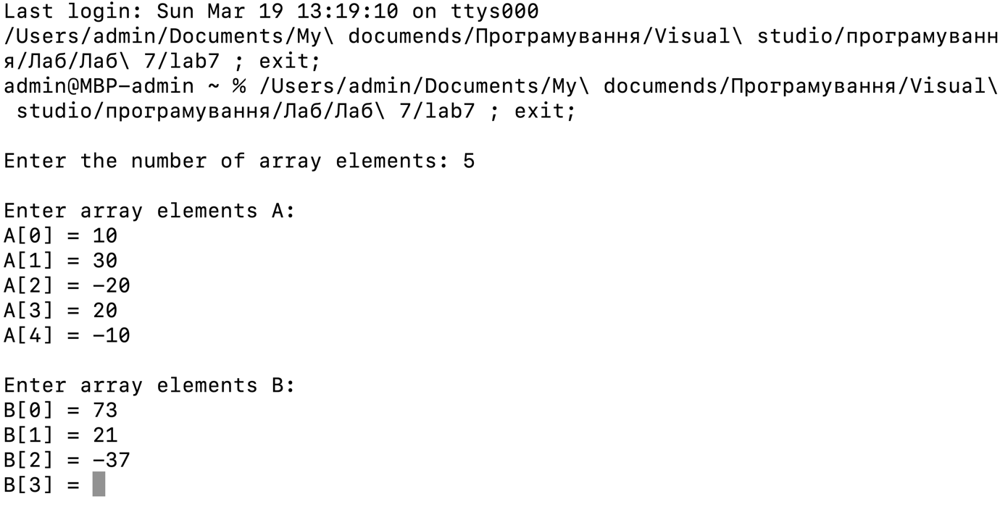 Last login: Sun Mar 19 13:19:10 on ttys000
/Users/admin/Documents/My\ documends/Програмування/Visual\ studio/програмуванн
я/Лаб/Лаб\ 7/lab7 ; exit;
admin@MBP-admin ~ % /Users/admin/Documents/My\ documends/Програмування/Visual\
 studio/програмування/Лаб/Лаб\ 7/lab7 ; exit;

Enter the number of array elements: 5

Enter array elements A:
A[0] = 10
A[1] = 30
A[2] = -20
A[3] = 20
A[4] = -10

Enter array elements B:
B[0] = 73
B[1] = 21
B[2] = -37
B[3] =